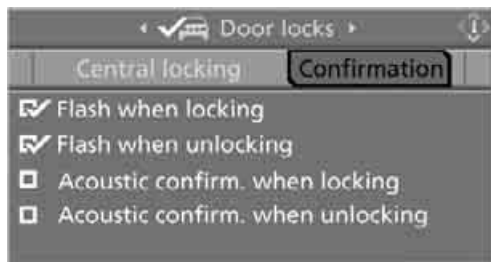 Door locks
Central locking Confirmation
Flash when locking
Flash when unlocking
Acoustic confirm. when locking
Acoustic confirm. when unlocking